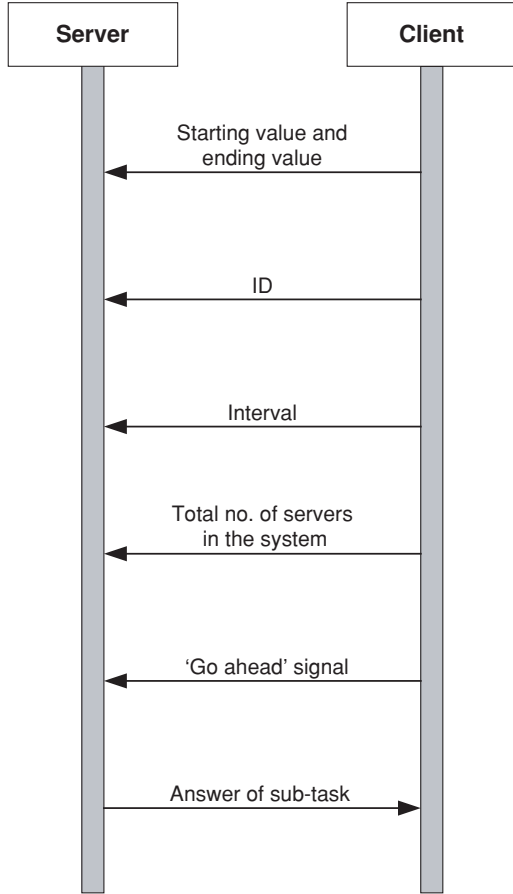 Server
Client
Starting value and
ending value
ID
Interval
Total no. of servers
in the system
‘Go ahead’ signal
Answer of sub-task